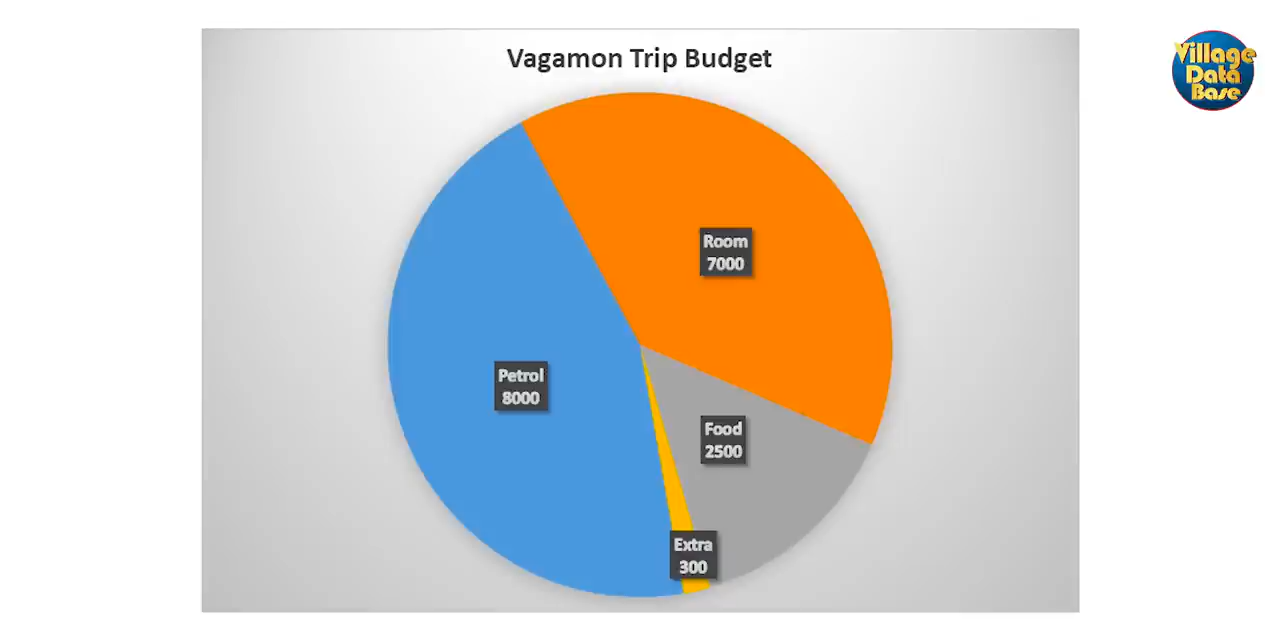 Vagamon Trip Budget
Village
Data
Base
Room
7000
Petrol
8000
Food
2500
Extra
300